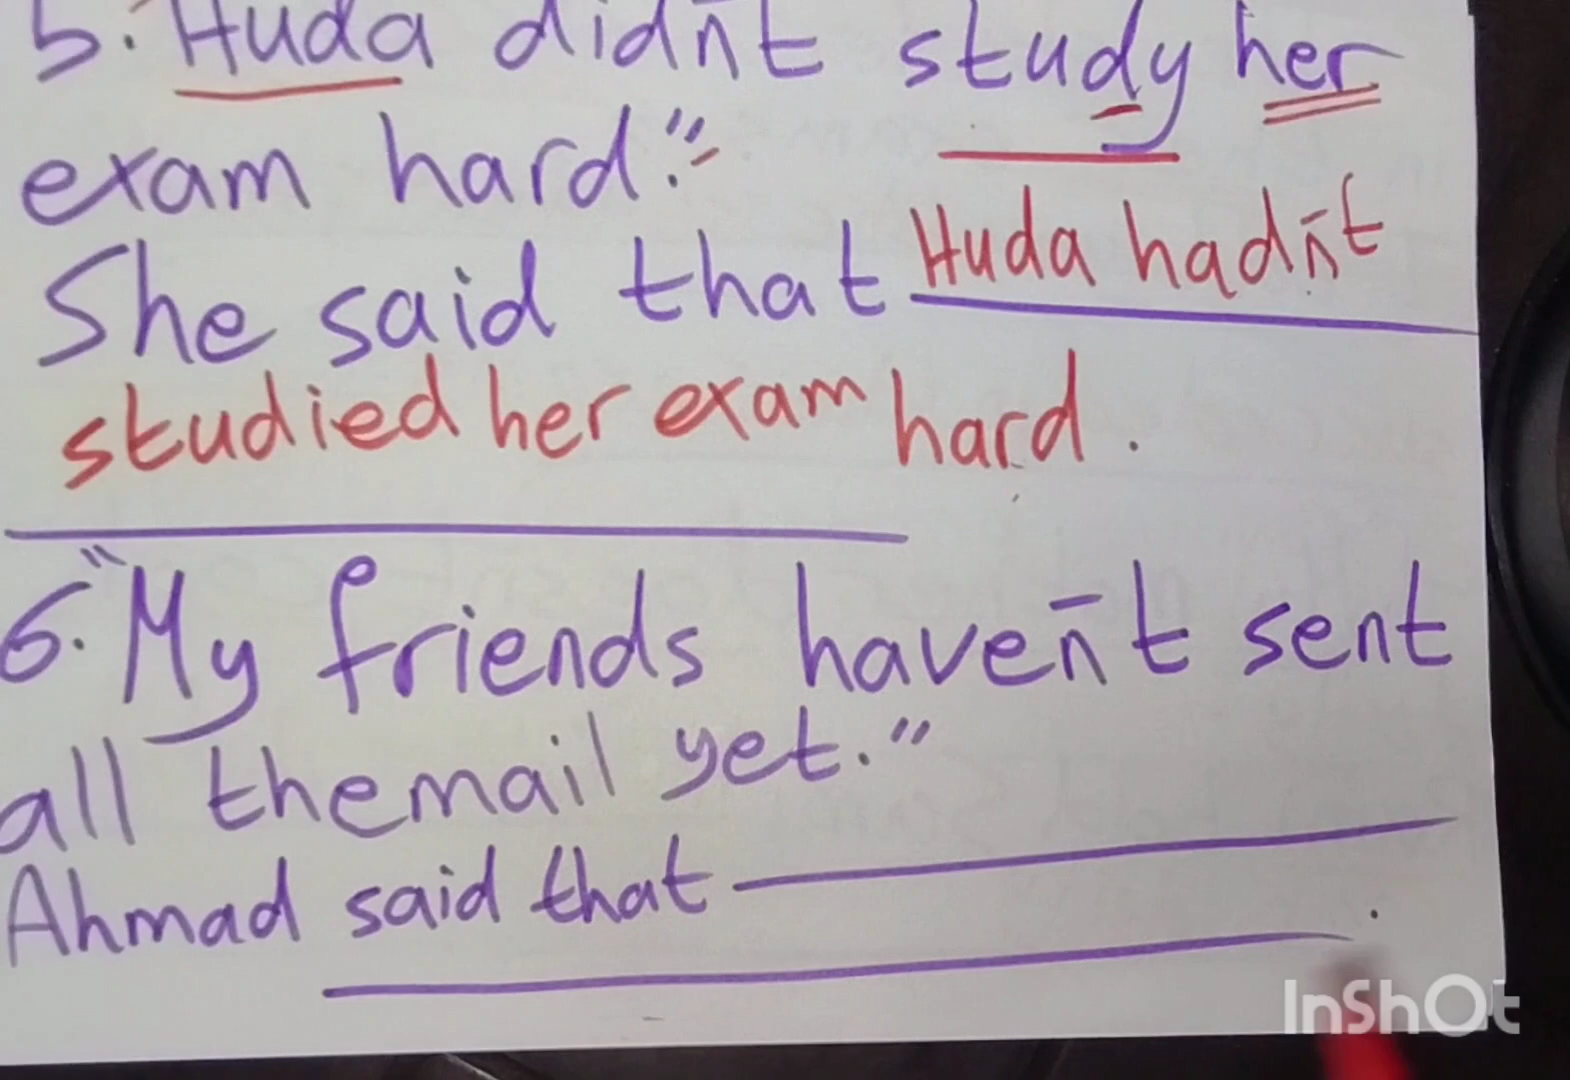 5. Huda didn't study her
exam hard."
She said that Huda hadn't
studied her exam hard.
6. "My friends haven't sent
all the mail yet."
Ahmad said that
.
InShOt